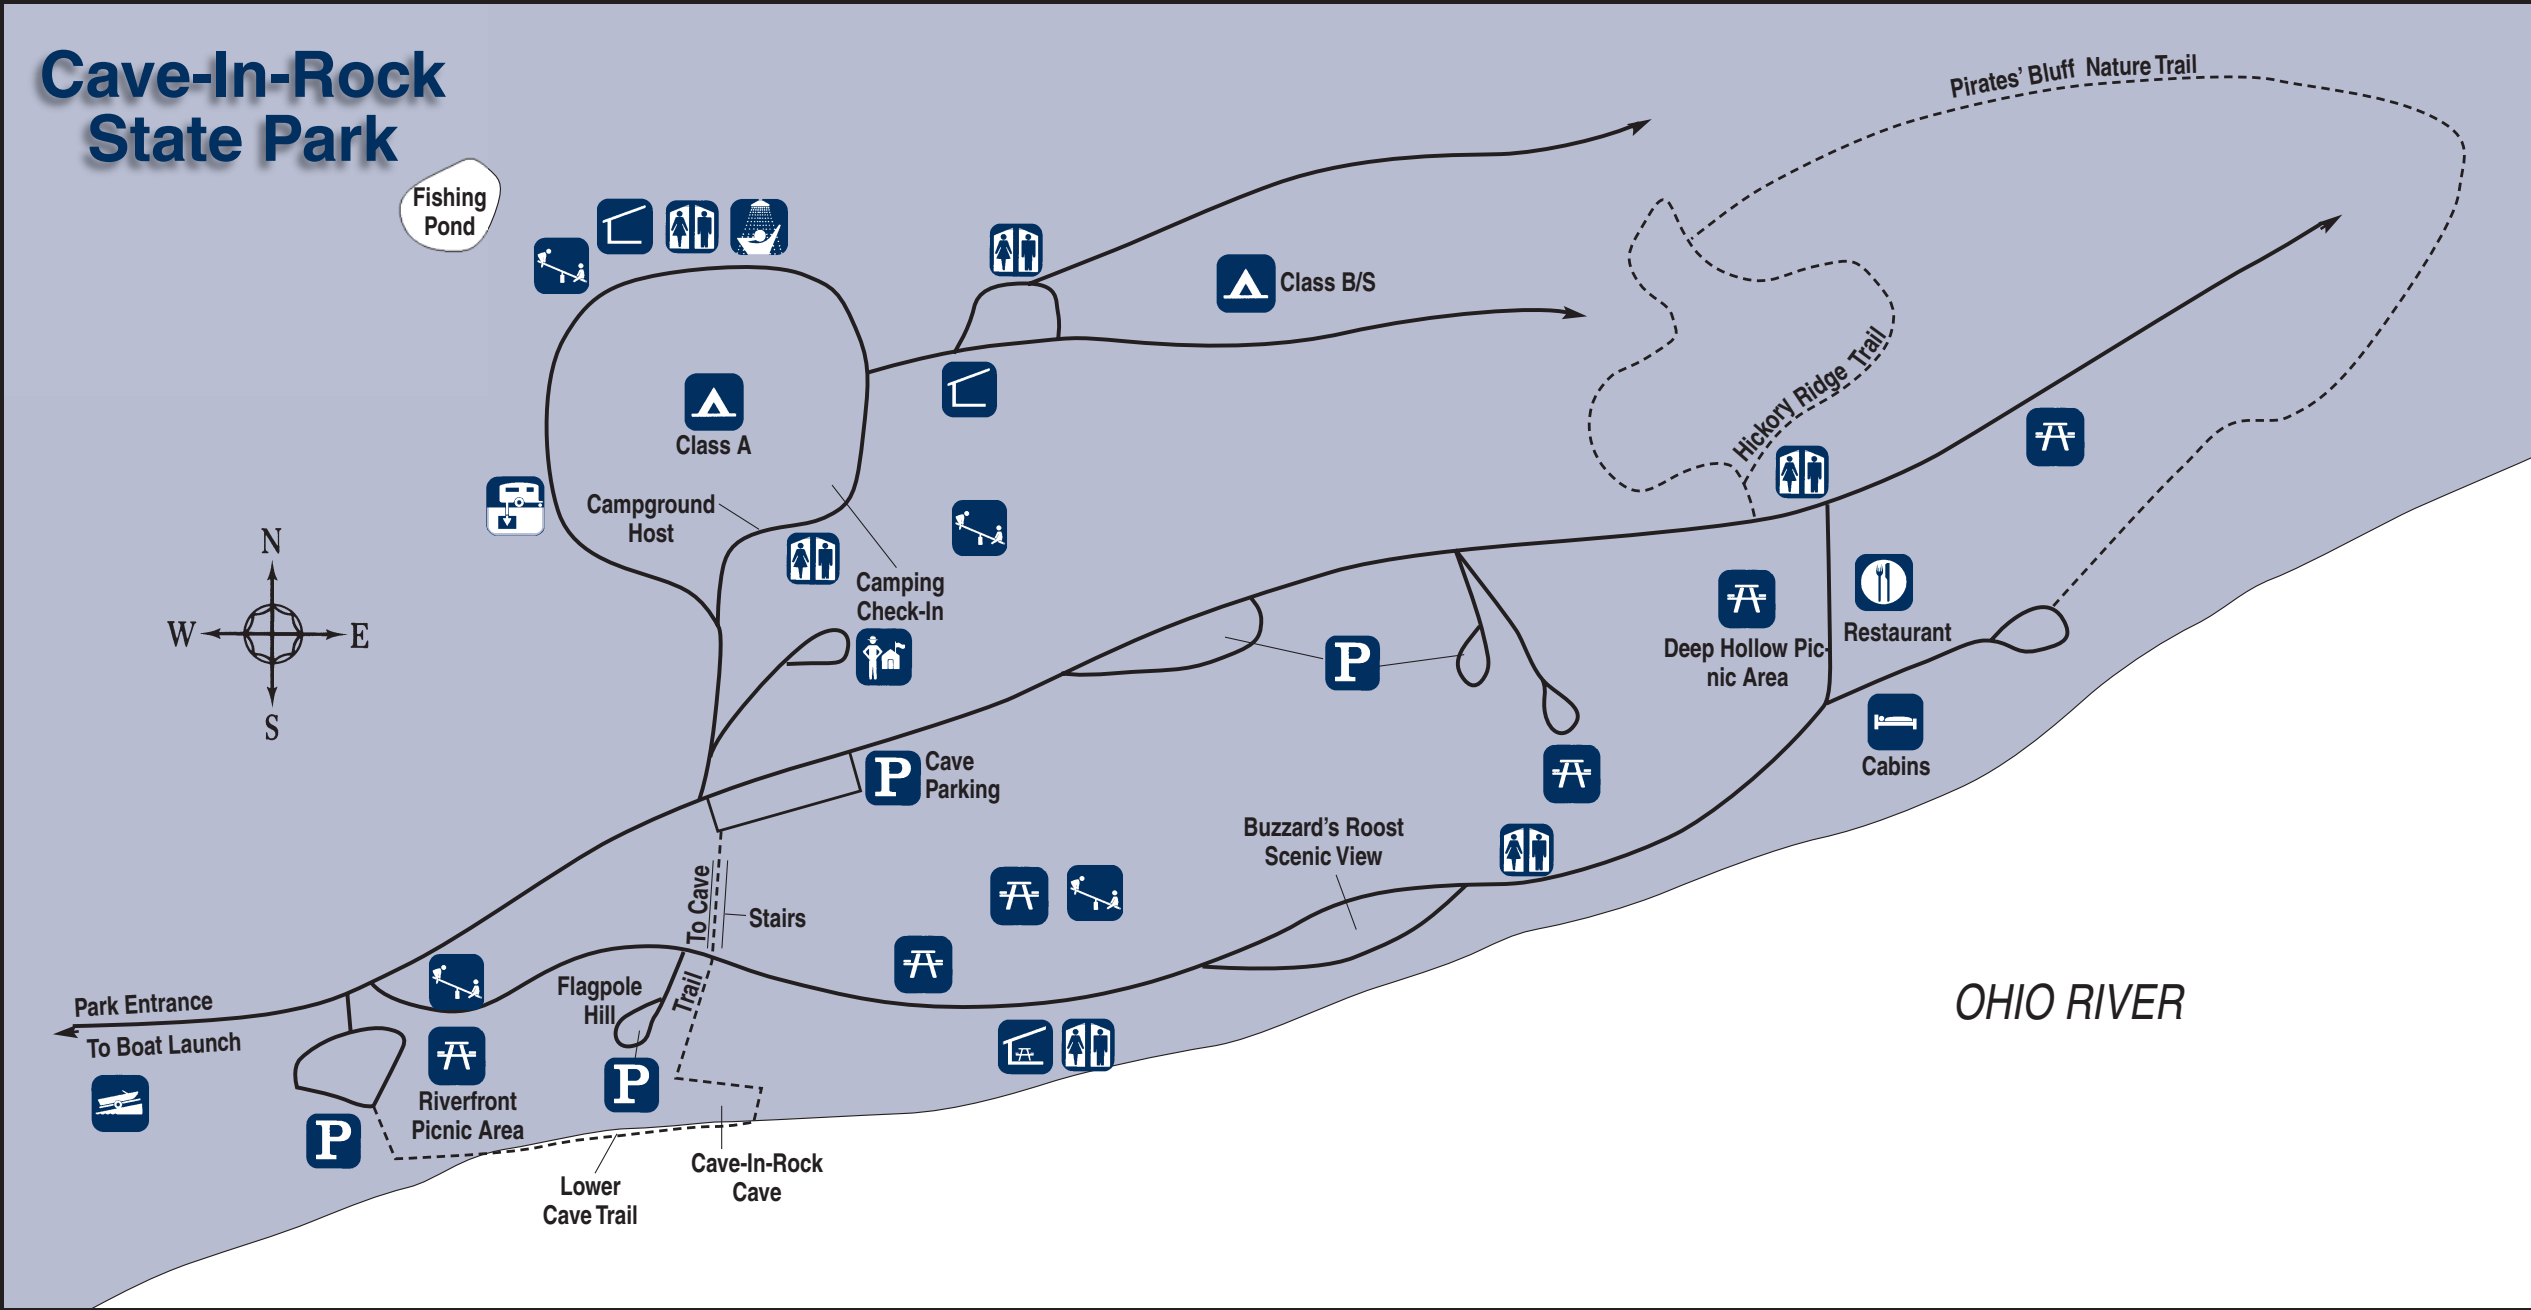 Cave-In-Rock
State Park
Fishing
Pond
Pirates' Bluff Nature Trail
Class B/S
Class A
Hickory Ridge Trail
Campground
Host
Camping
Check-In
N
W
E
S
Restaurant
Deep Hollow Pic-
nic Area
P
Cabins
P
Cave
Parking
Buzzard's Roost
Scenic View
To Cave
Stairs
Trail
Flagpole
Hill
Park Entrance
To Boat Launch
OHIO RIVER
P
Riverfront
Picnic Area
P
Cave-In-Rock
Cave
Lower
Cave Trail